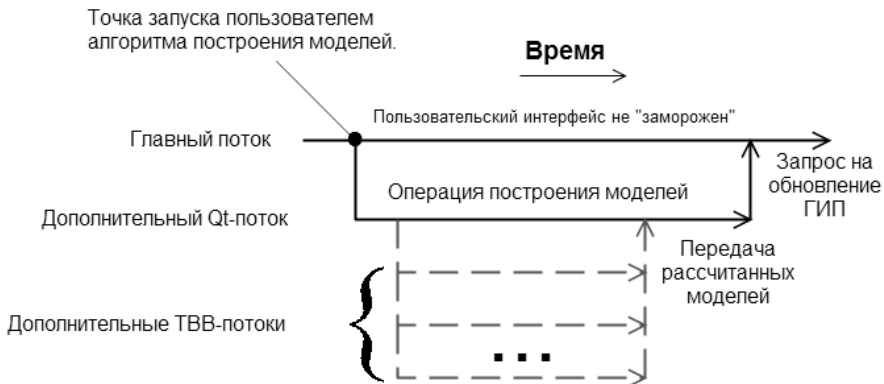 Точка запуска пользователем
алгоритма построения моделей.
Время
Пользовательский интерфейс не "заморожен"
Главный поток
Запрос на
обновление
ГИП
Операция построения моделей
Дополнительный Qt-поток
Передача
рассчитанных
моделей
Дополнительные TBB-потоки
...